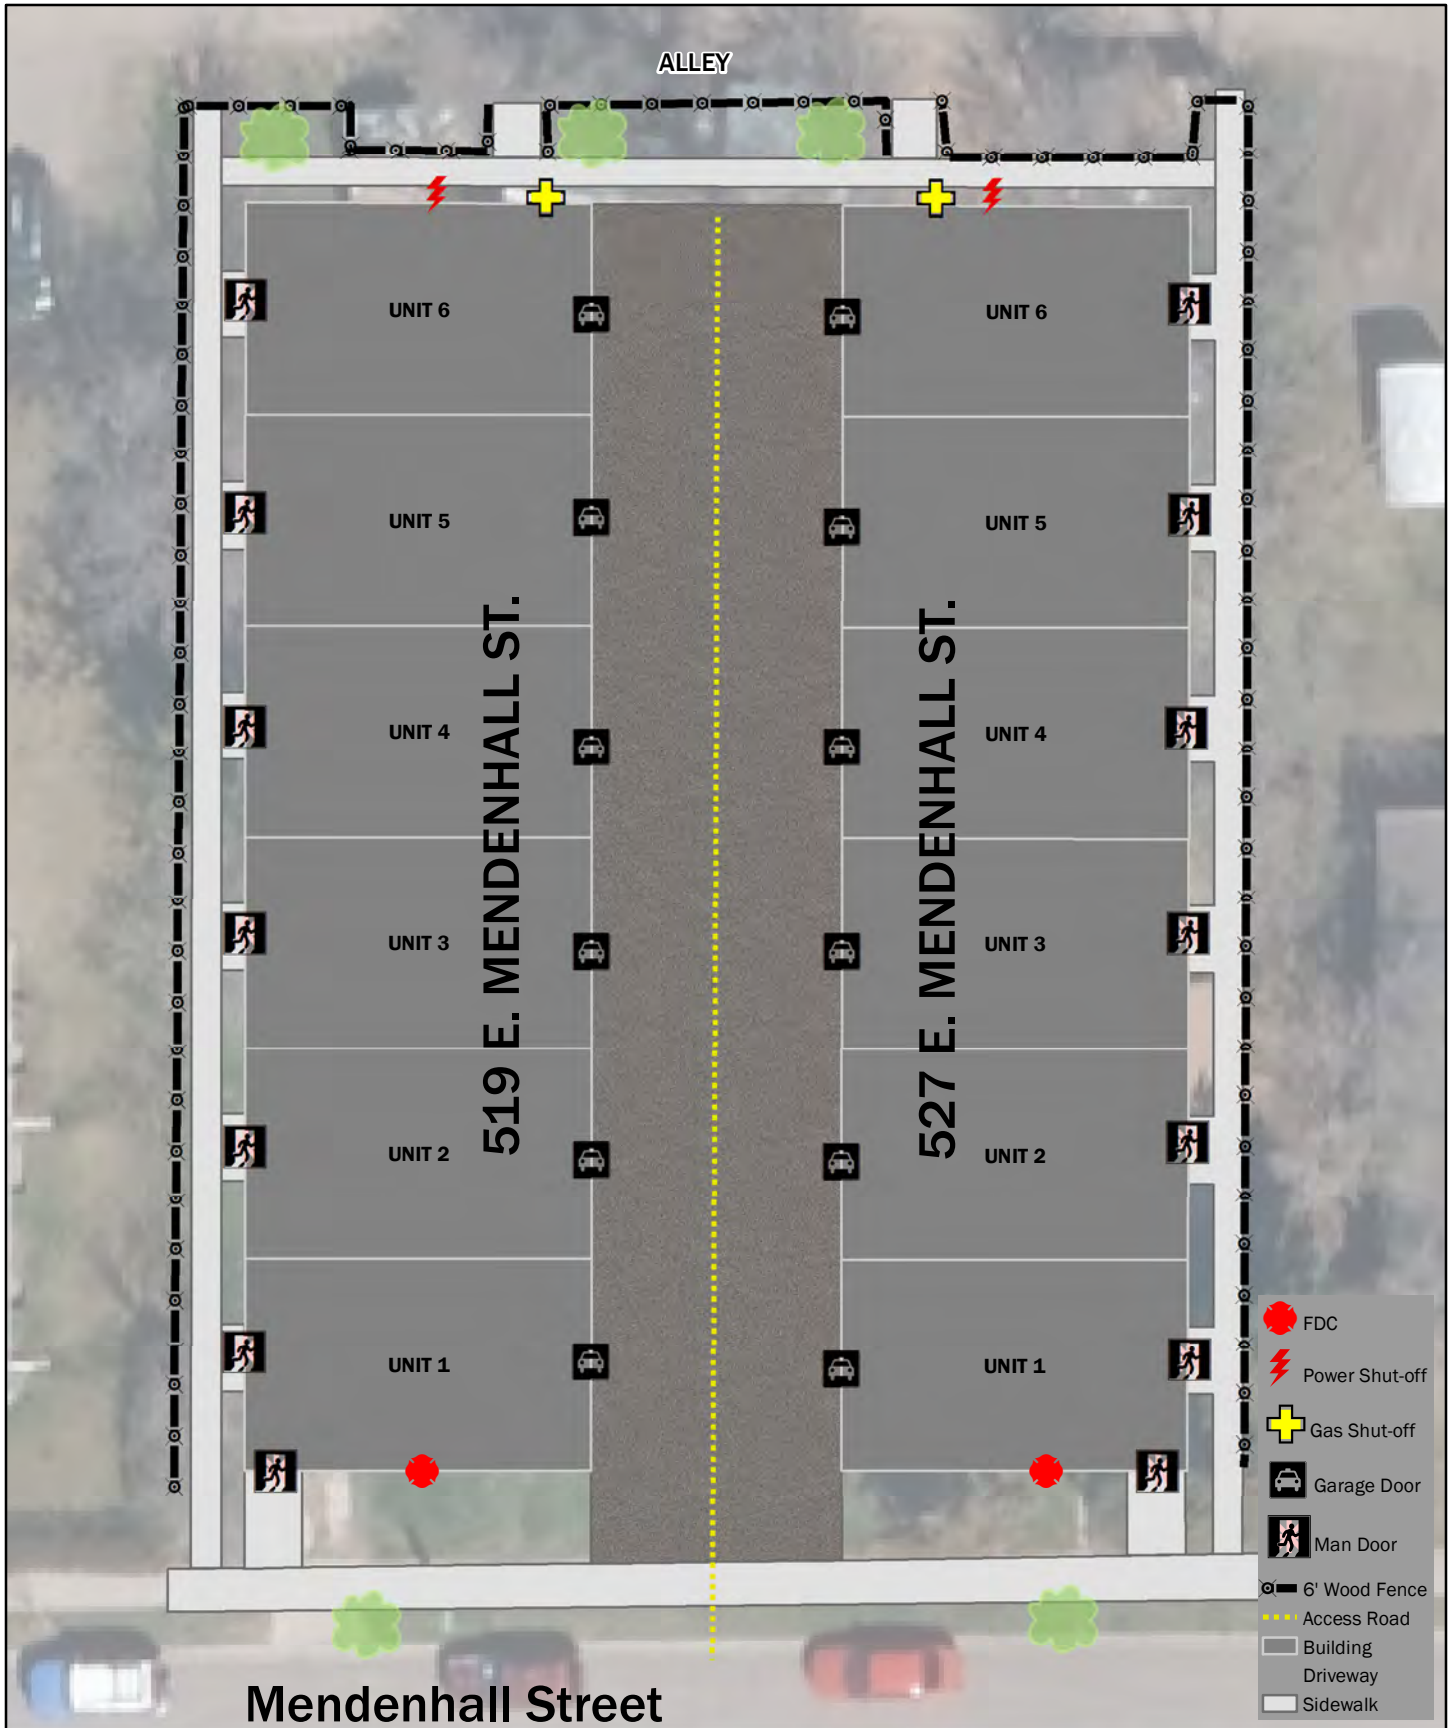 ALLEY
UNIT 6
UNIT 6
UNIT 5
UNIT 5
519 E. MENDENHALL ST.
527 E. MENDENHALL ST.
UNIT 4
UNIT 4
UNIT 3
UNIT 3
UNIT 2
UNIT 2
UNIT 1
UNIT 1
FDC
Power Shut-off
Gas Shut-off
Garage Door
Man Door
6' Wood Fence
Access Road
Building
Driveway
Sidewalk
Mendenhall Street